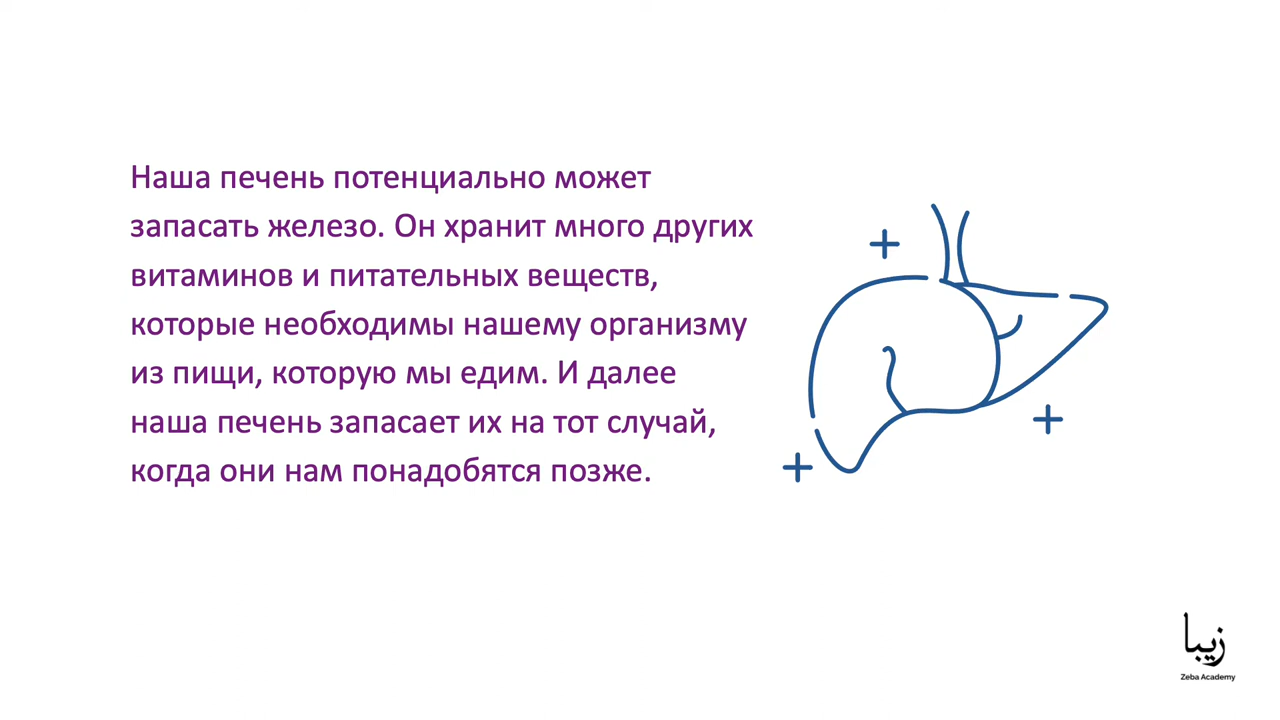 Наша печень потенциально может
запасать железо. Он хранит много других
витаминов и питательных веществ,
которые необходимы нашему организму
из пищи, которую мы едим. И далее
наша печень запасает их на тот случай,
когда они нам понадобятся позже.
زيبا
Zeba Academy